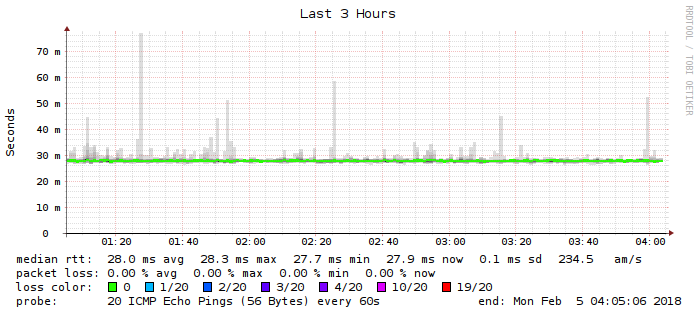 Last 3 Hours
RRDTOOL / TOBI OETIKER
Seconds
70 m
60 m
50 m
40 m
30 m
20 m
10 m
0
01:20 01:40 02:00 02:20 02:40 03:00 03:20 03:40 04:00
median rtt: 28.0 ms avg 28.3 ms max 27.7 ms min 27.9 ms now 0.1 ms sd 234.5 am/s
packet loss: 0.00 % avg 0.00 % max 0.00 % min 0.00 % now
loss color: 0 1/20 2/20 3/20 4/20 10/20 19/20
probe: 20 ICMP Echo Pings (56 Bytes) every 60s end: Mon Feb 5 04:05:06 2018